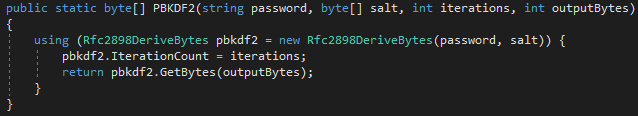 public static byte[] PBKDF2(string password, byte[] salt, int iterations, int outputBytes)
{
    using (Rfc2898DeriveBytes pbkdf2 = new Rfc2898DeriveBytes(password, salt)) {
        pbkdf2.IterationCount = iterations;
        return pbkdf2.GetBytes(outputBytes);
    }
}